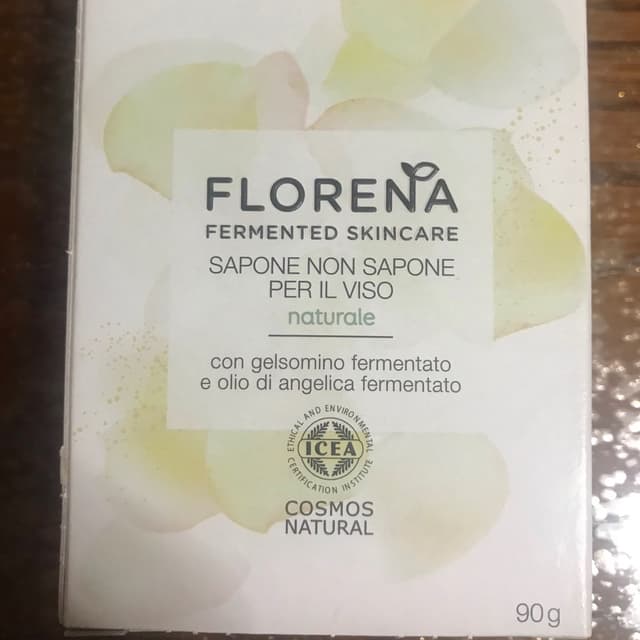 FLORENA
FERMENTED SKINCARE
SAPONE NON SAPONE
PER IL VISO
naturale
con gelsomino fermentato
e olio di angelica fermentato
ETHICAL AND ENVIRONMENTAL
ICEA
CERTIFICATION INSTITUTE
COSMOS
NATURAL
90g